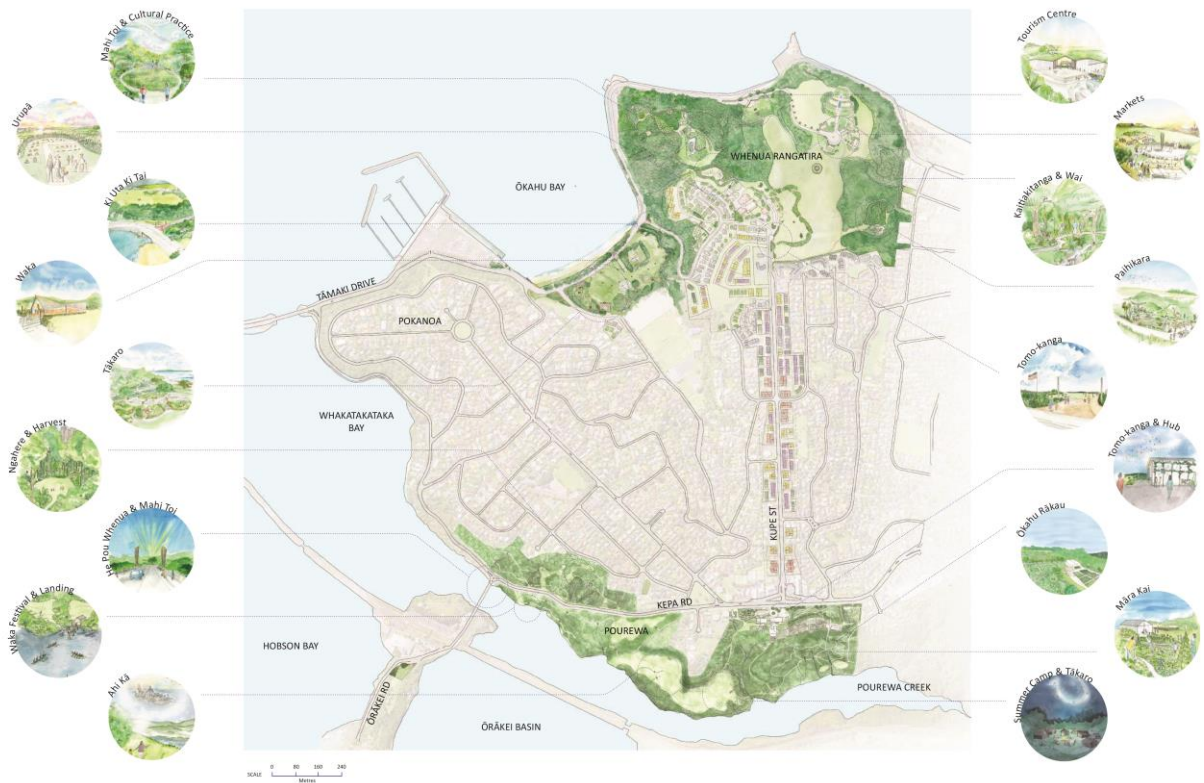 Mahi Toi & Cultural Practice
Urupā
Ki Uta Ki Tai
Waka
Tākaro
Ngahere & Harvest
He Pou Whenua & Mahi Toi
Waka Festival & Landing
Ahi Kā
WHENUA RANGATIRA
ŌKAHU BAY
TĀMAKI DRIVE
POKANOA
WHAKATAKATAKA
BAY
KUPE ST
KEPA RD
POUREWA
HOBSON BAY
ŌRĀKEI RD
POUREWA CREEK
ŌRĀKEI BASIN
Tourism Centre
Markets
Kaitiakitanga & Wai
Paihikara
Tomo-kanga
Tomo-kanga & Hub
Ōkahu Rākau
Māra Kai
Summer Camp & Tākaro
SCALE
0 80 160 240
Metres